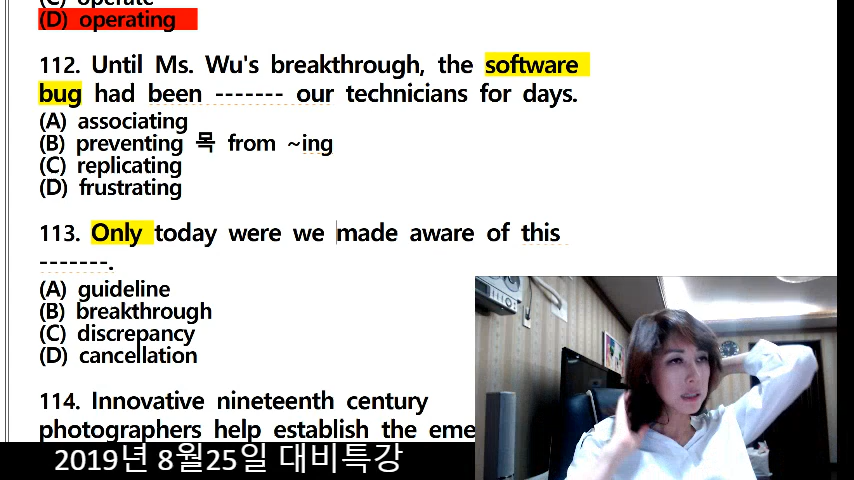 (C) operate
(D) operating
112. Until Ms. Wu's breakthrough, the software
bug had been ------- our technicians for days.
(A) associating
(B) preventing 목 from ~ing
(C) replicating
(D) frustrating
113. Only today were we made aware of this
-------.
(A) guideline
(B) breakthrough
(C) discrepancy
(D) cancellation
114. Innovative nineteenth century
photographers help establish the eme
2019년 8월25일 대비특강